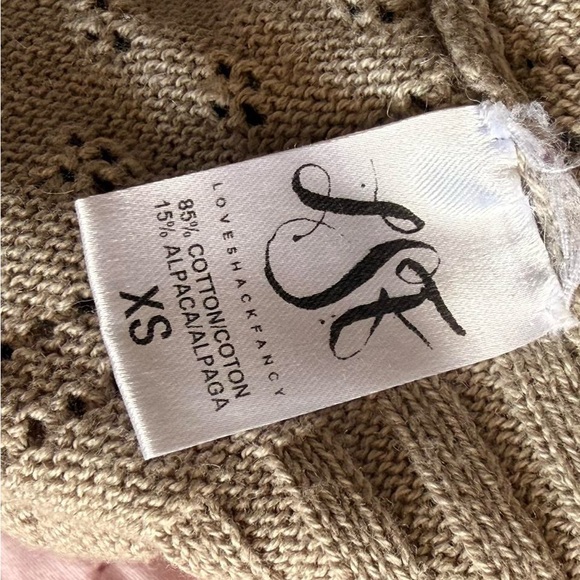 LSF
LOVESHACKFANCY
85% COTTON/COTON
15% ALPACA/ALPAGA
XS